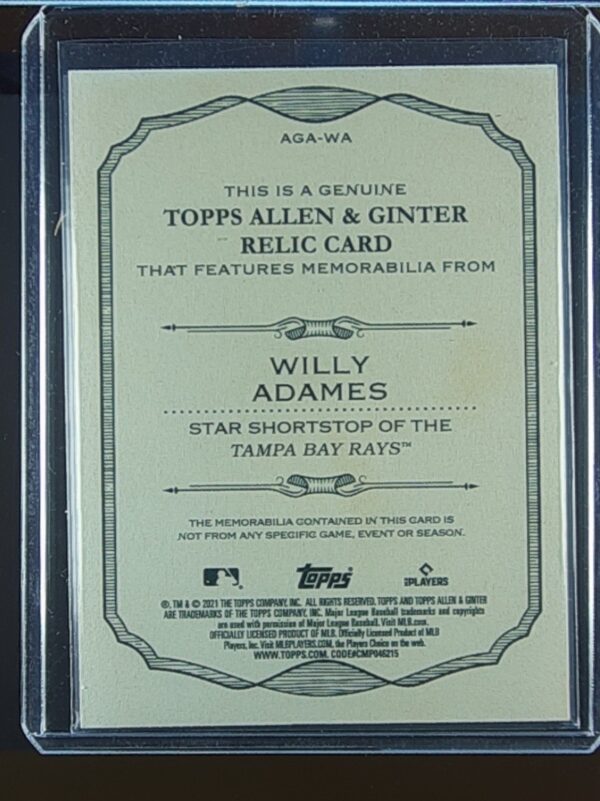 AGA-WA
THIS IS A GENUINE
TOPPS ALLEN & GINTER
RELIC CARD
THAT FEATURES MEMORABILIA FROM
WILLY
ADAMES
STAR SHORTSTOP OF THE
TAMPA BAY RAYS™
THE MEMORABILIA CONTAINED IN THIS CARD IS
NOT FROM ANY SPECIFIC GAME, EVENT OR SEASON.
Topps
PLAYERS
®, TM & © 2021 THE TOPPS COMPANY, INC. ALL RIGHTS RESERVED. TOPPS AND TOPPS ALLEN & GINTER
ARE TRADEMARKS OF THE TOPPS COMPANY, INC. Major League Baseball trademarks and copyrights
are used with permission of Major League Baseball. Visit MLB.com.
OFFICIALLY LICENSED PRODUCT OF MLB. Officially Licensed Product of MLB
Players, Inc. Visit MLBPLAYERS.COM, the Players Choice on the web.
WWW.TOPPS.COM. CODE#CMP046215